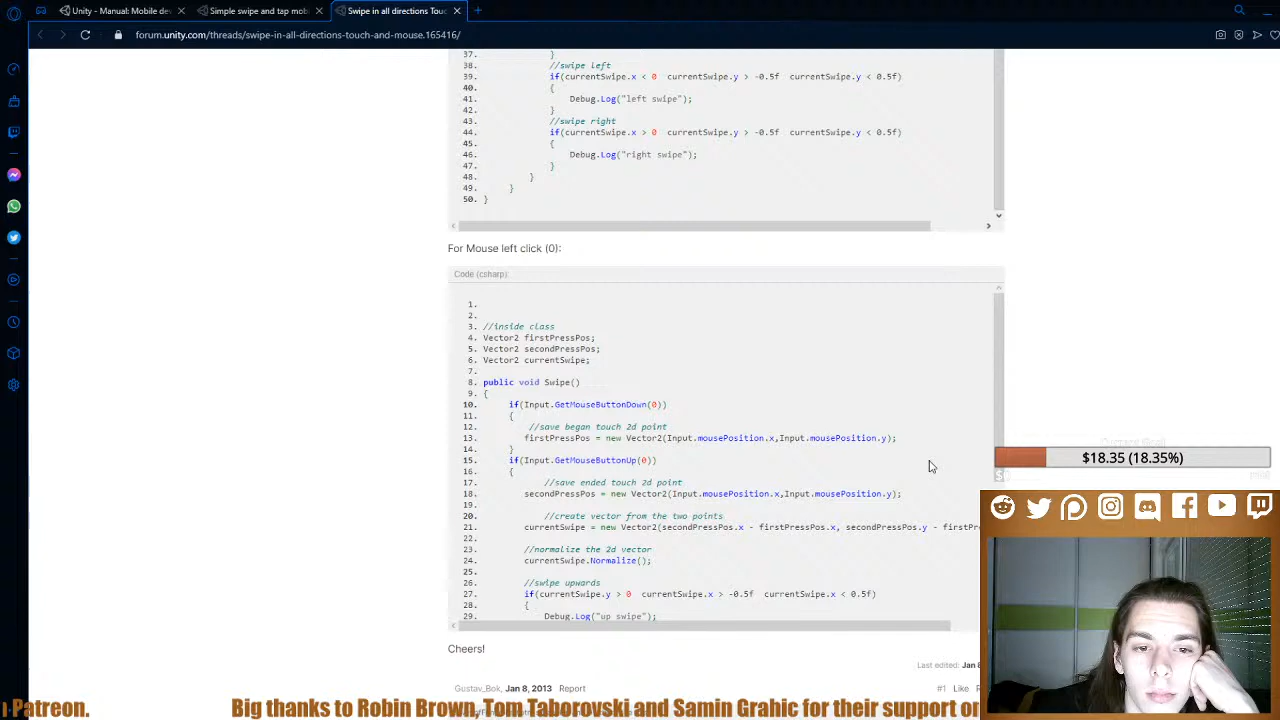 Unity - Manual: Mobile de
Simple swipe and tap mob
Swipe in all directions Touc
forum.unity.com/threads/swipe-in-all-directions-touch-and-mouse.165416/
37. }
38. //swipe left
39. if(currentSwipe.x < 0  currentSwipe.y > -0.5f  currentSwipe.y < 0.5f)
40. {
41. Debug.Log("left swipe");
42. }
43. //swipe right
44. if(currentSwipe.x > 0  currentSwipe.y > -0.5f  currentSwipe.y < 0.5f)
45. {
46. Debug.Log("right swipe");
47. }
48. }
49. }
50. }
For Mouse left click (0):
Code (csharp):
1.
2.
3. //inside class
4. Vector2 firstPressPos;
5. Vector2 secondPressPos;
6. Vector2 currentSwipe;
7.
8. public void Swipe()
9. {
10. if(Input.GetMouseButtonDown(0))
11. {
12. //save began touch 2d point
13. firstPressPos = new Vector2(Input.mousePosition.x,Input.mousePosition.y);
14. }
15. if(Input.GetMouseButtonUp(0))
16. {
17. //save ended touch 2d point
18. secondPressPos = new Vector2(Input.mousePosition.x,Input.mousePosition.y);
19.
20. //create vector from the two points
21. currentSwipe = new Vector2(secondPressPos.x - firstPressPos.x, secondPressPos.y - firstPr
22.
23. //normalize the 2d vector
24. currentSwipe.Normalize();
25.
26. //swipe upwards
27. if(currentSwipe.y > 0  currentSwipe.x > -0.5f  currentSwipe.x < 0.5f)
28. {
29. Debug.Log("up swipe");
$18.35 (18.35%)
Cheers!
Last edited: Jan 8
Gustav_Bok, Jan 8, 2013 Report
#1 Like R
Patreon.
Big thanks to Robin Brown, Tom Taborovski and Samin Grahic for their support on